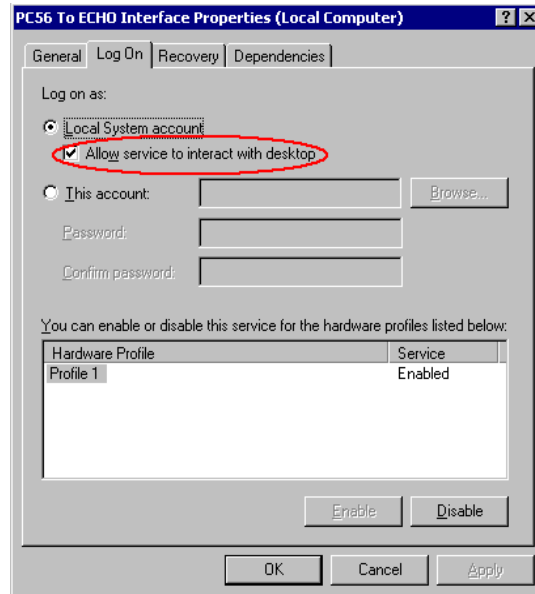 PC56 To ECHO Interface Properties (Local Computer)
General Log On Recovery Dependencies
Log on as:
Local System account
Allow service to interact with desktop
This account: Browse...
Password:
Confirm password:
You can enable or disable this service for the hardware profiles listed below:
Hardware Profile Service
Profile 1 Enabled
Enable Disable
OK Cancel Apply